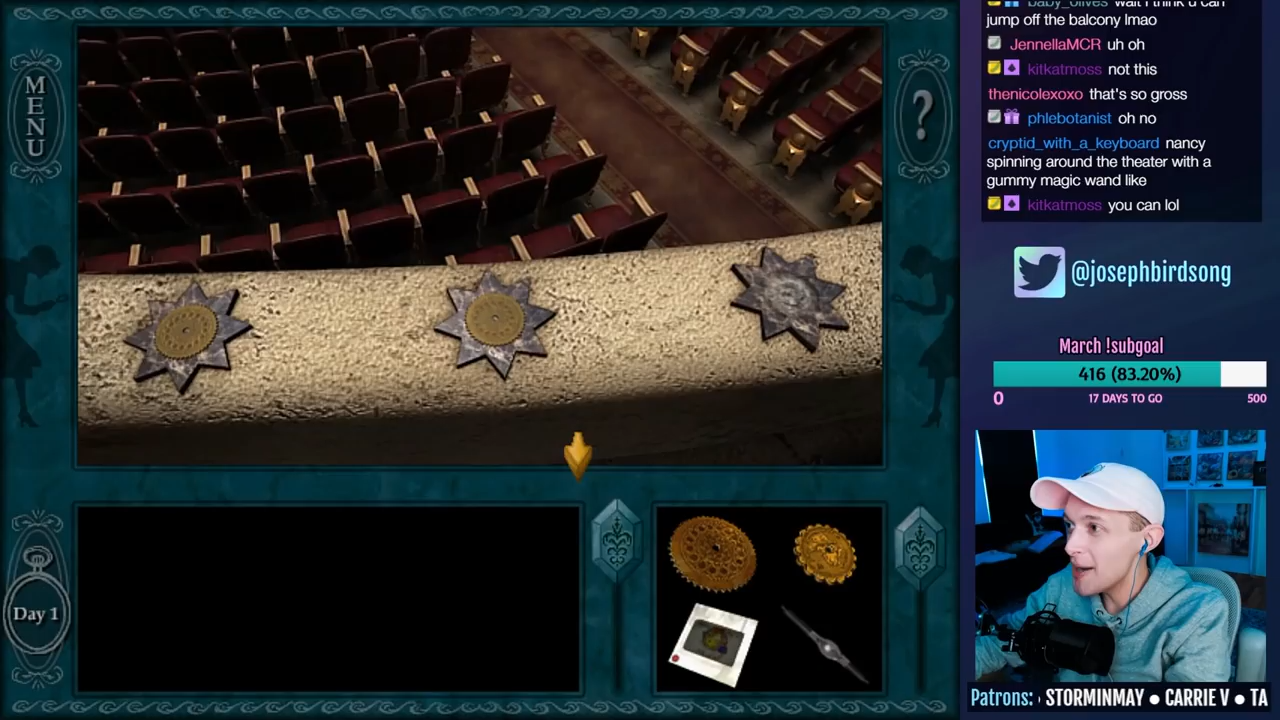 MENU
?
baby_olives wait i think u can
jump off the balcony lmao
JennellaMCR uh oh
kitkatmoss not this
thenicolexoxo that's so gross
phlebotanist oh no
cryptid_with_a_keyboard nancy
spinning around the theater with a
gummy magic wand like
kitkatmoss you can lol
@josephbirdsong
March !subgoal
416 (83.20%)
0 17 DAYS TO GO 500
Day 1
Patrons: STORMINMAY ● CARRIE V ● TA